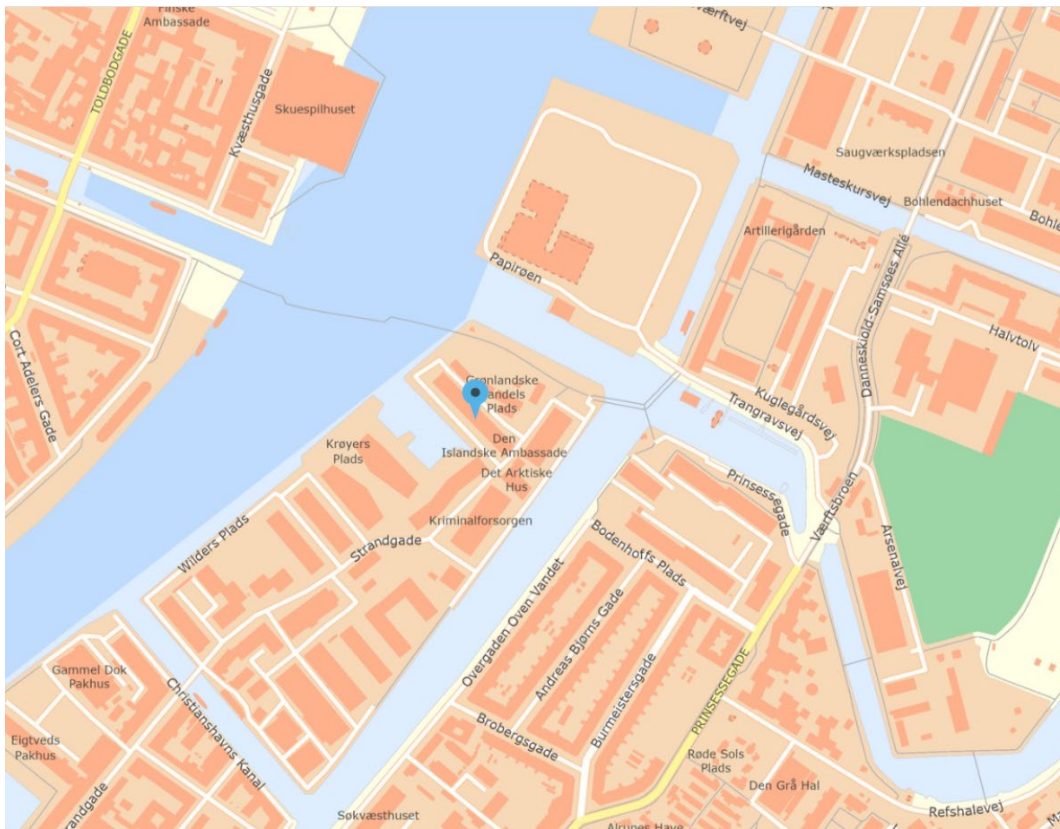 Finske
Ambassade
TOLDBODGADE
Kvæsthusgade
Skuespilhuset
værftvej
Saugværkspladsen
Masteskursvej
Bohlendachhuset
Artillerigården
Danneskiold-Samsøes Allé
Halvtolv
Papirøen
Cort Adelers Gade
Grønlandske
Handels
Plads
Kuglegårdsvej
Trangravsvej
Krøyers
Plads
Den
Islandske Ambassade
Det Arktiske
Hus
Kriminalforsorgen
Prinsessegade
Værftsbroen
Arsenalvej
Wilders Plads
Strandgade
Bodenhoffs Plads
Overgaden Oven Vandet
Andreas Bjørns Gade
Burmeistersgade
PRINSESSEGADE
Gammel Dok
Pakhus
Christianshavns Kanal
Brobergsgade
Eigtveds
Pakhus
Røde Sols
Plads
Den Grå Hal
Refshalevej
Søkvæsthuset